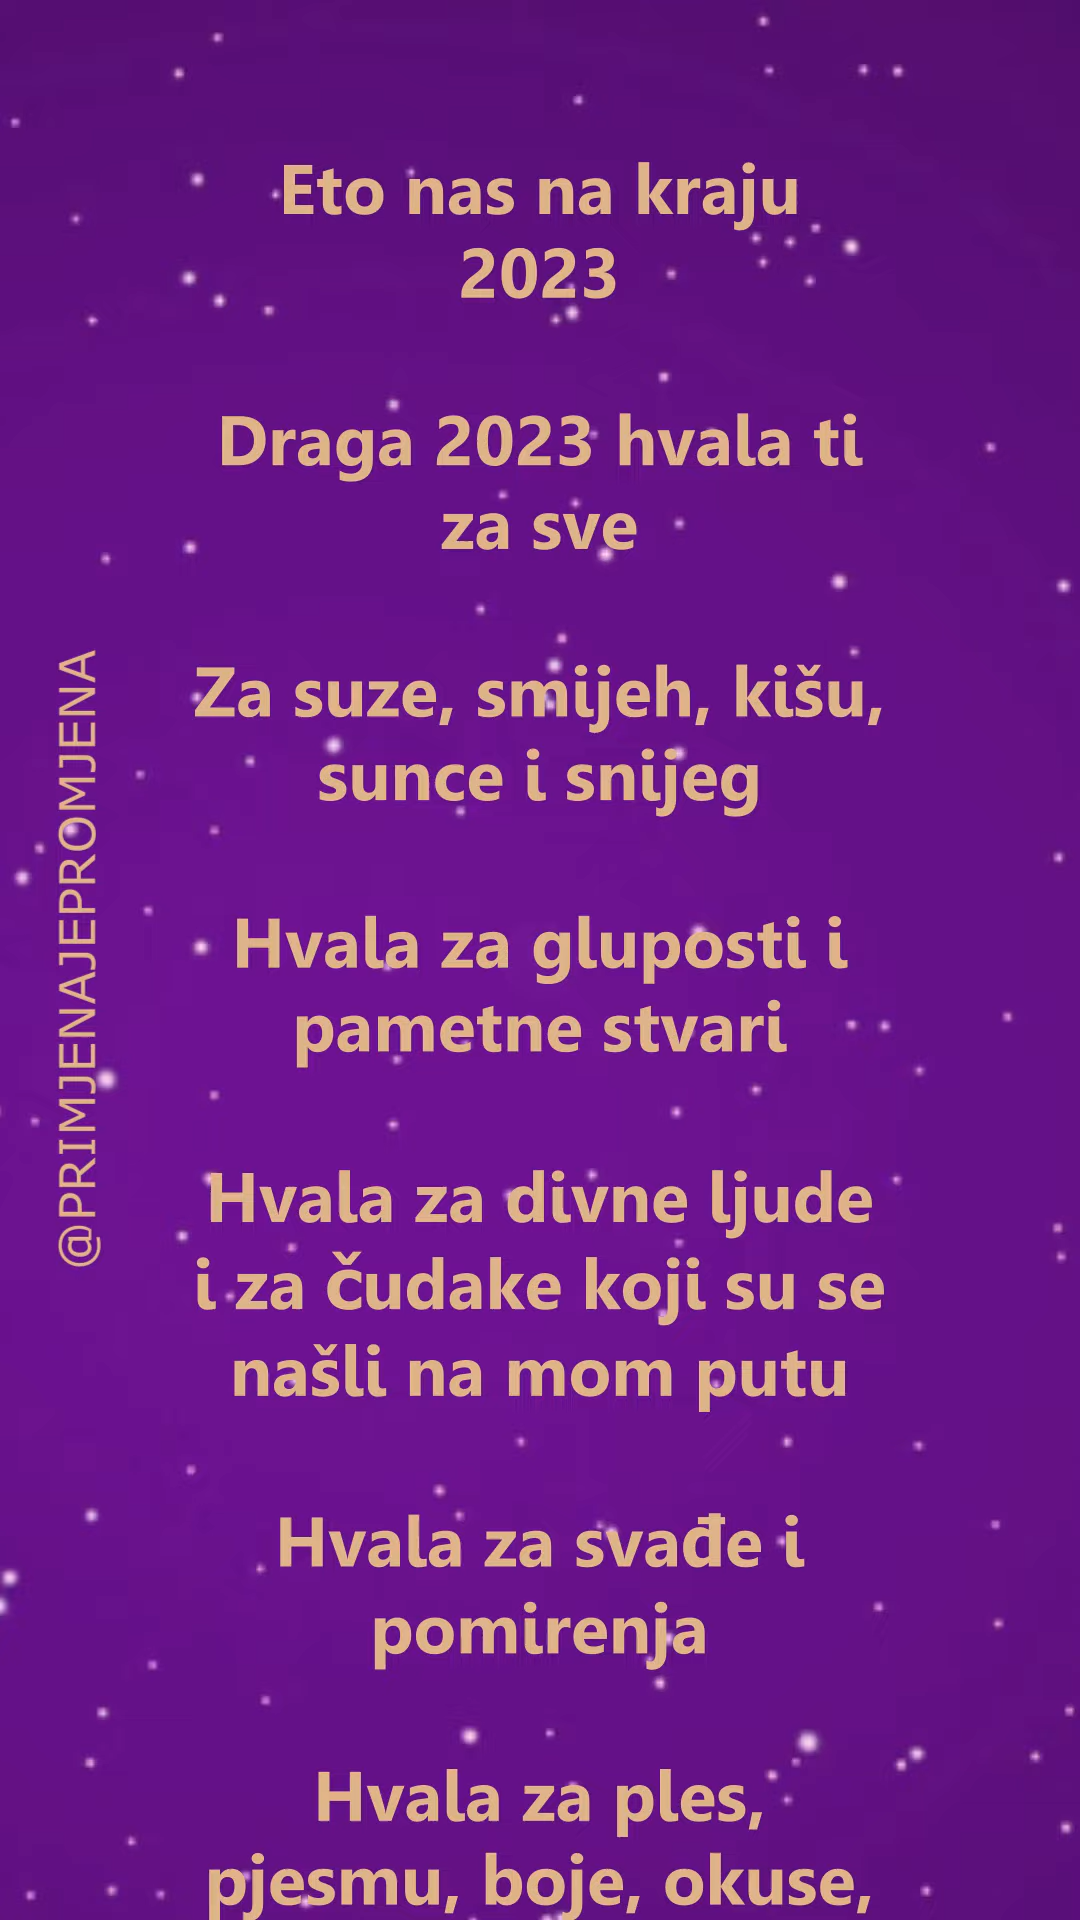 Eto nas na kraju
2023
Draga 2023 hvala ti
za sve
Za suze, smijeh, kišu,
sunce i snijeg
Hvala za gluposti i
pametne stvari
Hvala za divne ljude
i za čudake koji su se
našli na mom putu
Hvala za svađe i
pomirenja
Hvala za ples,
pjesmu, boje, okuse,
@PRIMJENAJEPROMJENA